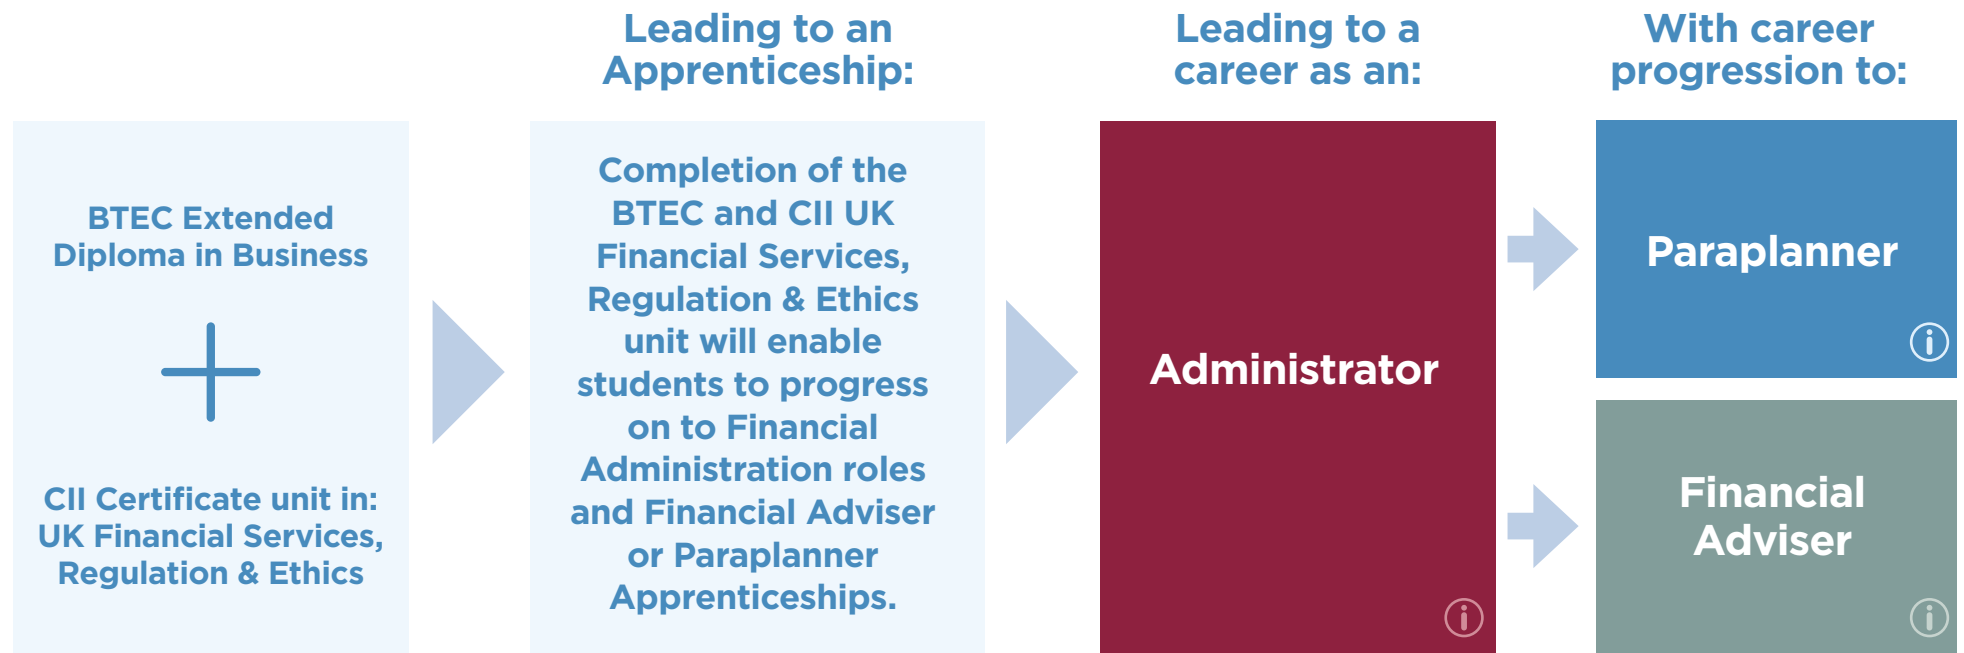 Leading to an
Apprenticeship:
Leading to a
career as an:
With career
progression to:
BTEC Extended
Diploma in Business
CII Certificate unit in:
UK Financial Services,
Regulation & Ethics
Completion of the
BTEC and CII UK
Financial Services,
Regulation & Ethics
unit will enable
students to progress
on to Financial
Administration roles
and Financial Adviser
or Paraplanner
Apprenticeships.
Administrator
Paraplanner
Financial
Adviser